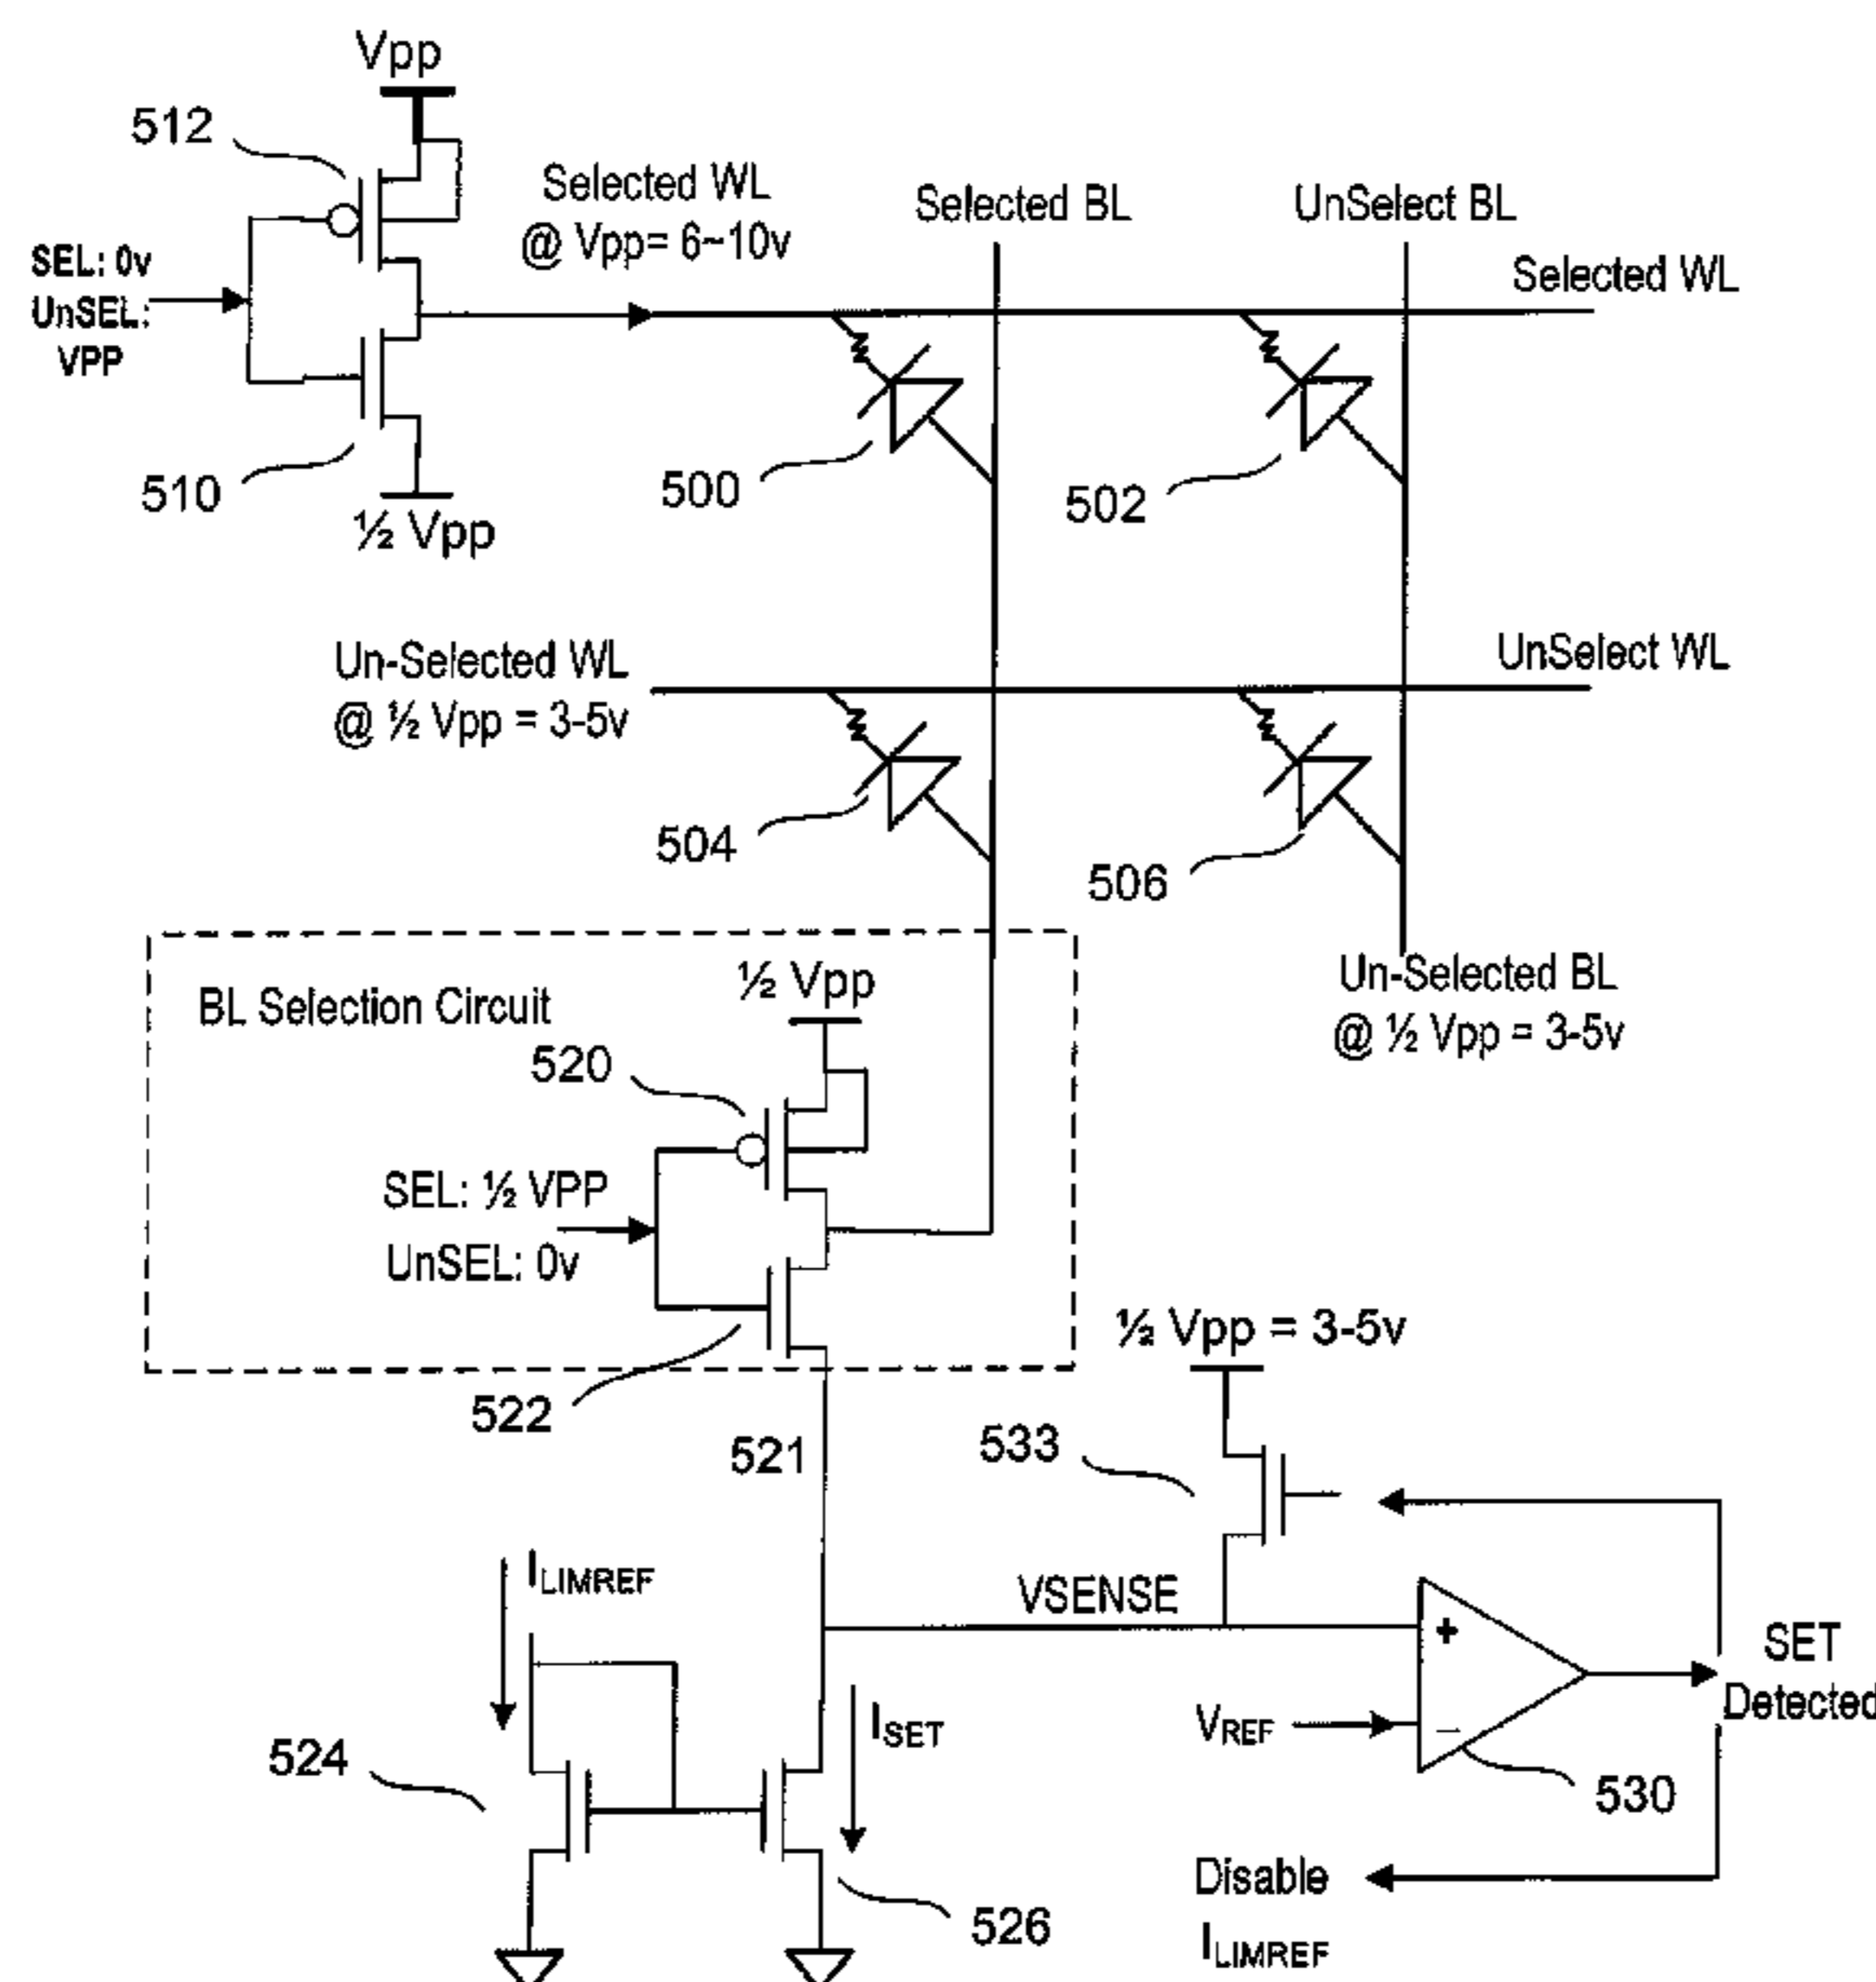 Vpp
512
Selected WL
@ Vpp= 6~10v
Selected BL
UnSelect BL
Selected WL
SEL: 0v
UnSEL:
VPP
510
½ Vpp
500
502
Un-Selected WL
@ ½ Vpp = 3-5v
UnSelect WL
504
506
Un-Selected BL
@ ½ Vpp = 3-5v
BL Selection Circuit
½ Vpp
520
SEL: ½ VPP
UnSEL: 0v
522
521
½ Vpp = 3-5v
533
ILIMREF
VSENSE
+
SET
Detected
ISET
VREF
–
524
530
526
Disable
ILIMREF